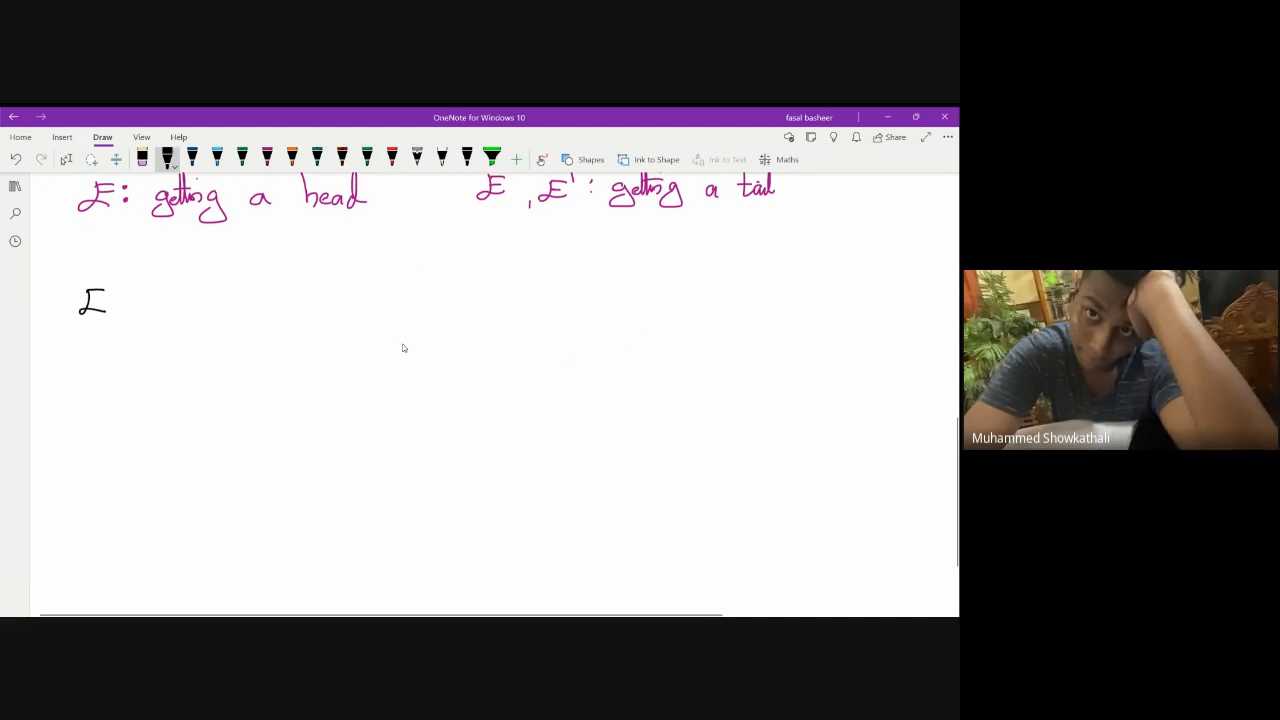 OneNote for Windows 10
fasal basheer
Home Insert Draw View Help
Share
Shapes Ink to Shape Ink to Text Maths
E: getting a head
E̅, E': getting a tail
E
Muhammed Showkathali